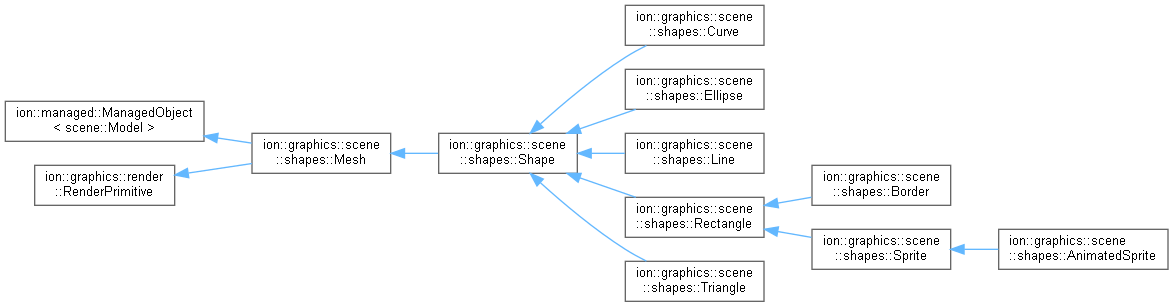 ion::graphics::scene
::shapes::Curve
ion::graphics::scene
::shapes::Ellipse
ion::managed::ManagedObject
< scene::Model >
ion::graphics::scene
::shapes::Mesh
ion::graphics::scene
::shapes::Shape
ion::graphics::scene
::shapes::Line
ion::graphics::render
::RenderPrimitive
ion::graphics::scene
::shapes::Border
ion::graphics::scene
::shapes::Rectangle
ion::graphics::scene
::shapes::Sprite
ion::graphics::scene
::shapes::AnimatedSprite
ion::graphics::scene
::shapes::Triangle